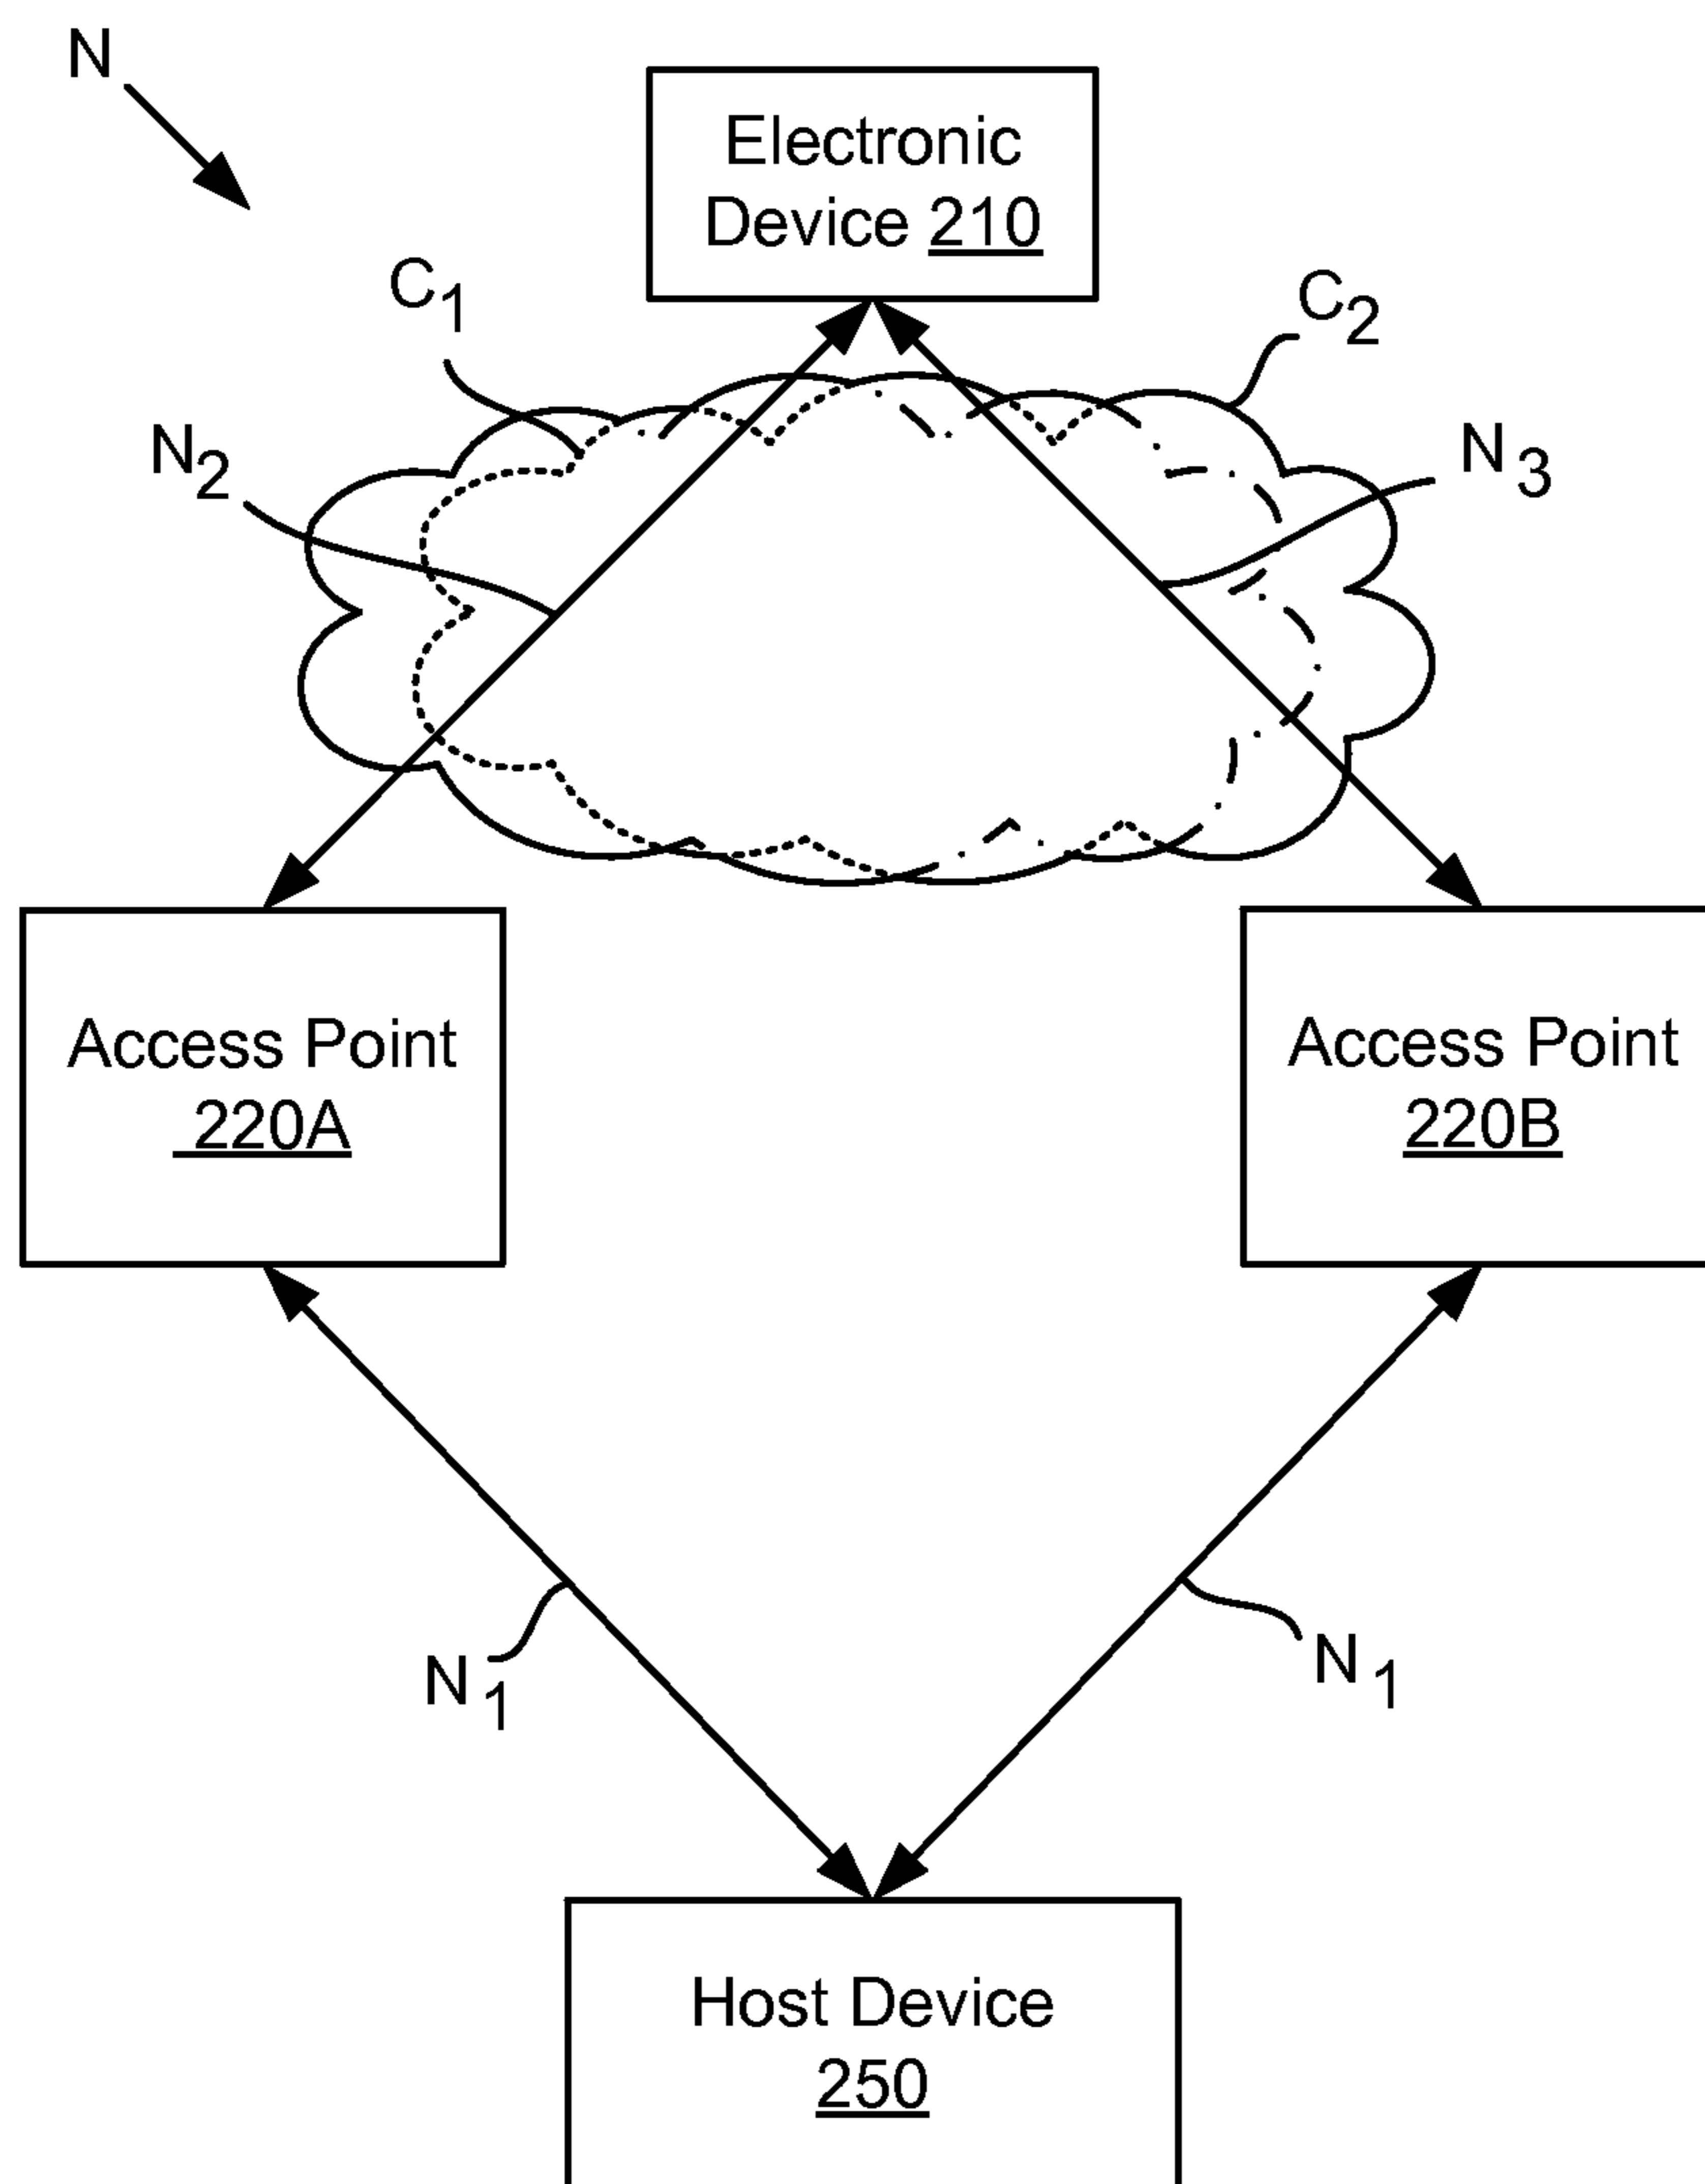 N
Electronic
Device 210
C1
C2
N2
N3
Access Point
220A
Access Point
220B
N1
N1
Host Device
250